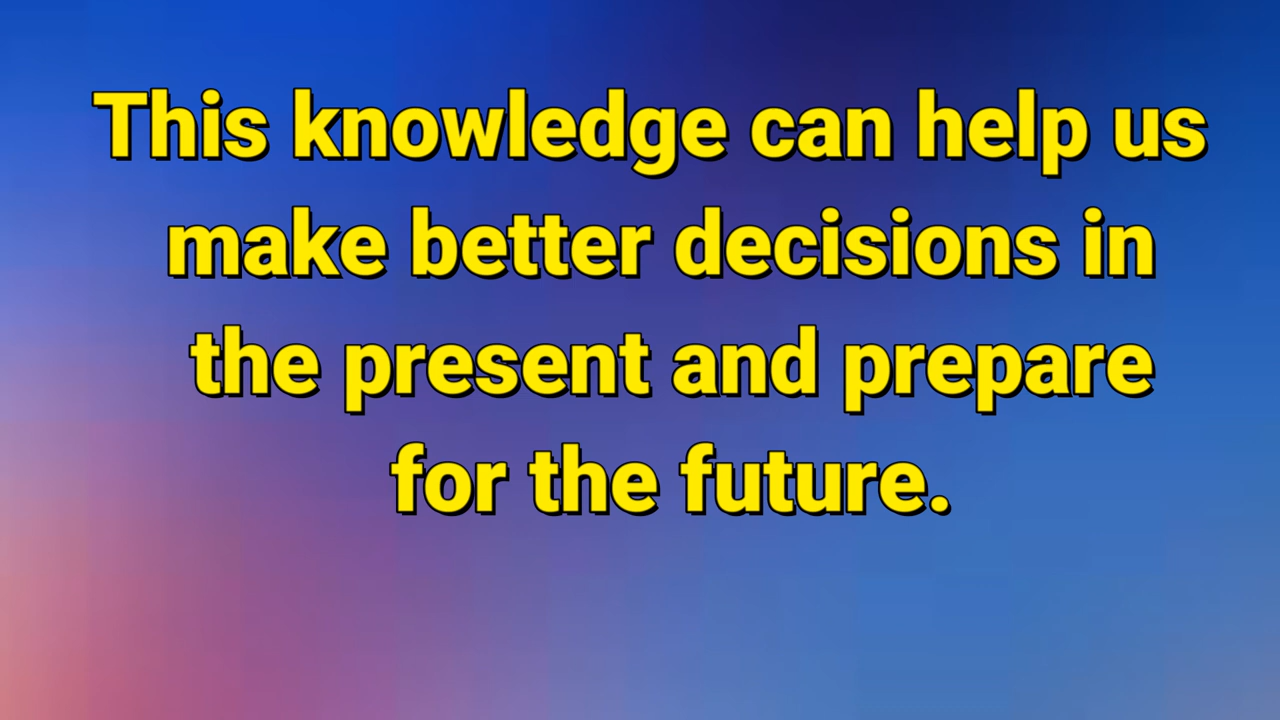 This knowledge can help us
make better decisions in
the present and prepare
for the future.